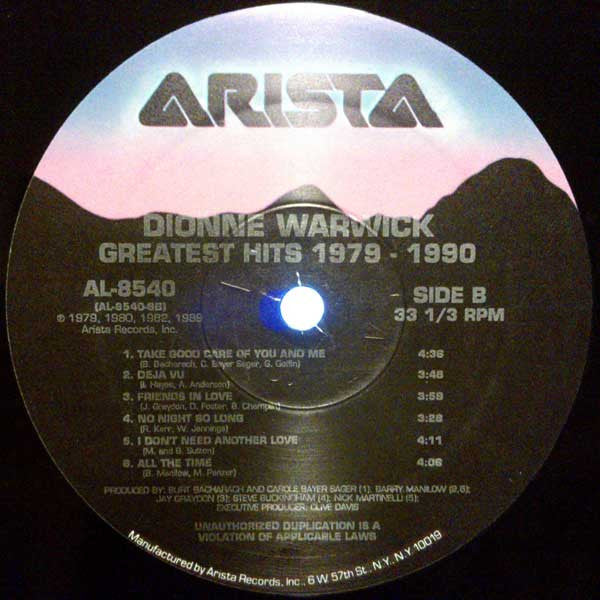 ARISTA
DIONNE WARWICK
GREATEST HITS 1979 - 1990
AL-8540
(AL-8540-SB)
℗ 1979, 1980, 1982, 1989
Arista Records, Inc.
SIDE B
33 1/3 RPM
1. TAKE GOOD CARE OF YOU AND ME 4:36
(B. Bacharach, C. Bayer Sager, G. Goffin)
2. DEJA VU 3:48
(I. Hayes, A. Anderson)
3. FRIENDS IN LOVE 3:58
(J. Graydon, D. Foster, B. Champlin)
4. NO NIGHT SO LONG 3:28
(R. Kerr, W. Jennings)
5. I DON'T NEED ANOTHER LOVE 4:11
(M. and B. Sutton)
6. ALL THE TIME 4:06
(B. Manilow, M. Panzer)
PRODUCED BY: BURT BACHARACH AND CAROLE BAYER SAGER (1); BARRY MANILOW (2,6);
JAY GRAYDON (3); STEVE BUCKINGHAM (4); NICK MARTINELLI (5);
EXECUTIVE PRODUCER: CLIVE DAVIS
UNAUTHORIZED DUPLICATION IS A
VIOLATION OF APPLICABLE LAWS
Manufactured by Arista Records, Inc., 6 W 57th St., N.Y., N.Y 10019